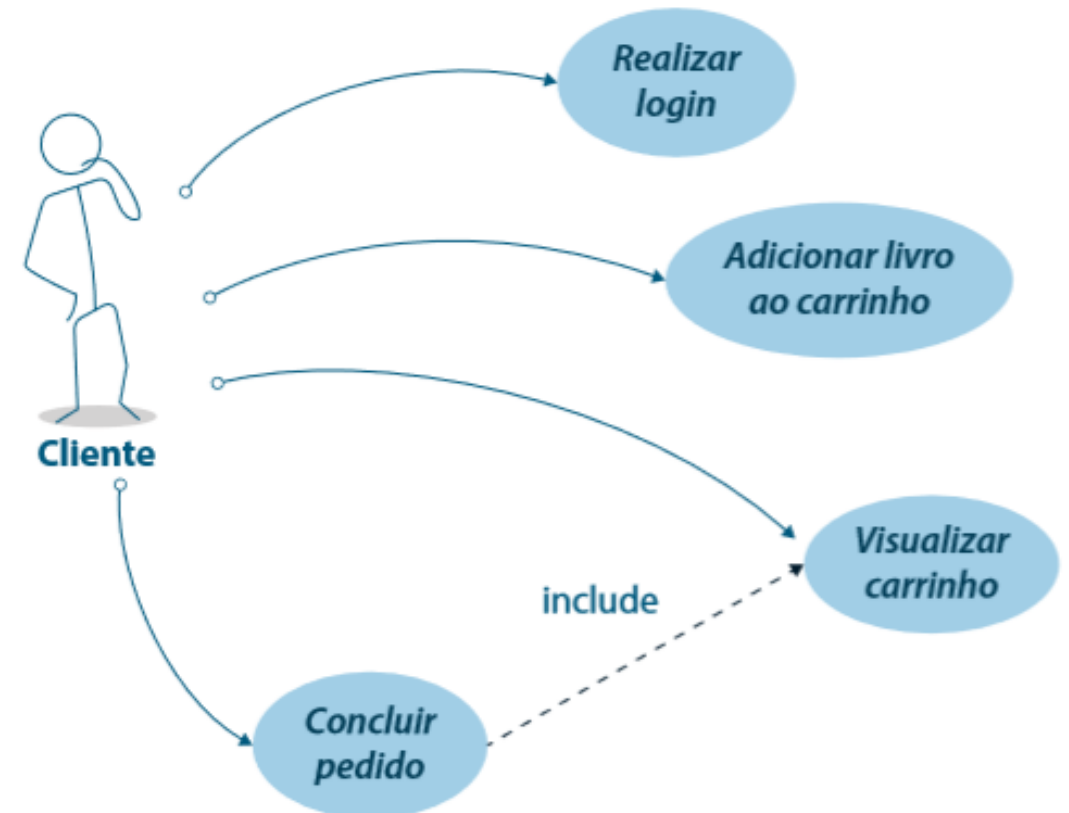 Realizar
login
Adicionar livro
ao carrinho
Cliente
Visualizar
carrinho
include
Concluir
pedido